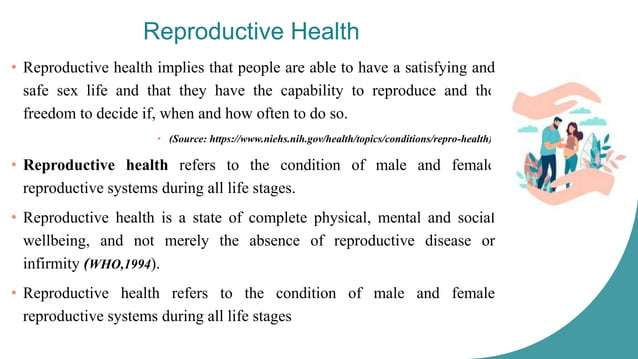 Reproductive Health
• Reproductive health implies that people are able to have a satisfying and
safe sex life and that they have the capability to reproduce and the
freedom to decide if, when and how often to do so.
• (Source: https://www.niehs.nih.gov/health/topics/conditions/repro-health)
• Reproductive health refers to the condition of male and female
reproductive systems during all life stages.
• Reproductive health is a state of complete physical, mental and social
wellbeing, and not merely the absence of reproductive disease or
infirmity (WHO,1994).
• Reproductive health refers to the condition of male and female
reproductive systems during all life stages